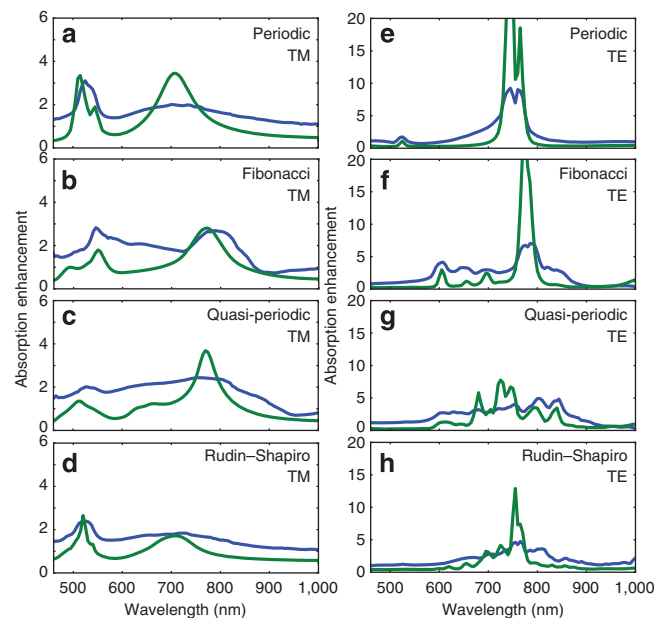 a
Periodic
TM
6
4
2
0
b
Fibonacci
TM
6
4
2
0
c
Quasi-periodic
TM
6
4
2
0
d
Rudin–Shapiro
TM
6
4
2
0
Absorption enhancement
500 600 700 800 900 1,000
Wavelength (nm)
e
Periodic
TE
20
15
10
5
0
f
Fibonacci
TE
20
15
10
5
0
g
Quasi-periodic
TE
20
15
10
5
0
h
Rudin–Shapiro
TE
20
15
10
5
0
Absorption enhancement
500 600 700 800 900 1,000
Wavelength (nm)